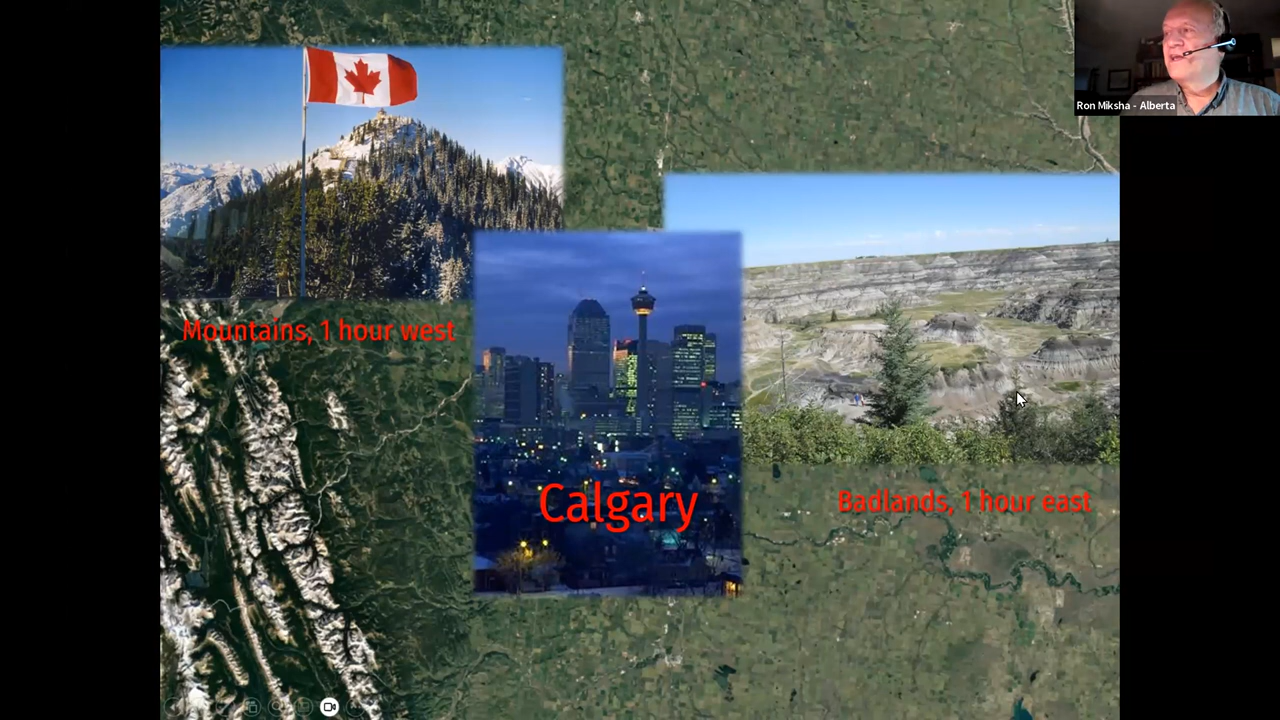 Ron Miksha - Alberta
Mountains, 1 hour west
Calgary
Badlands, 1 hour east